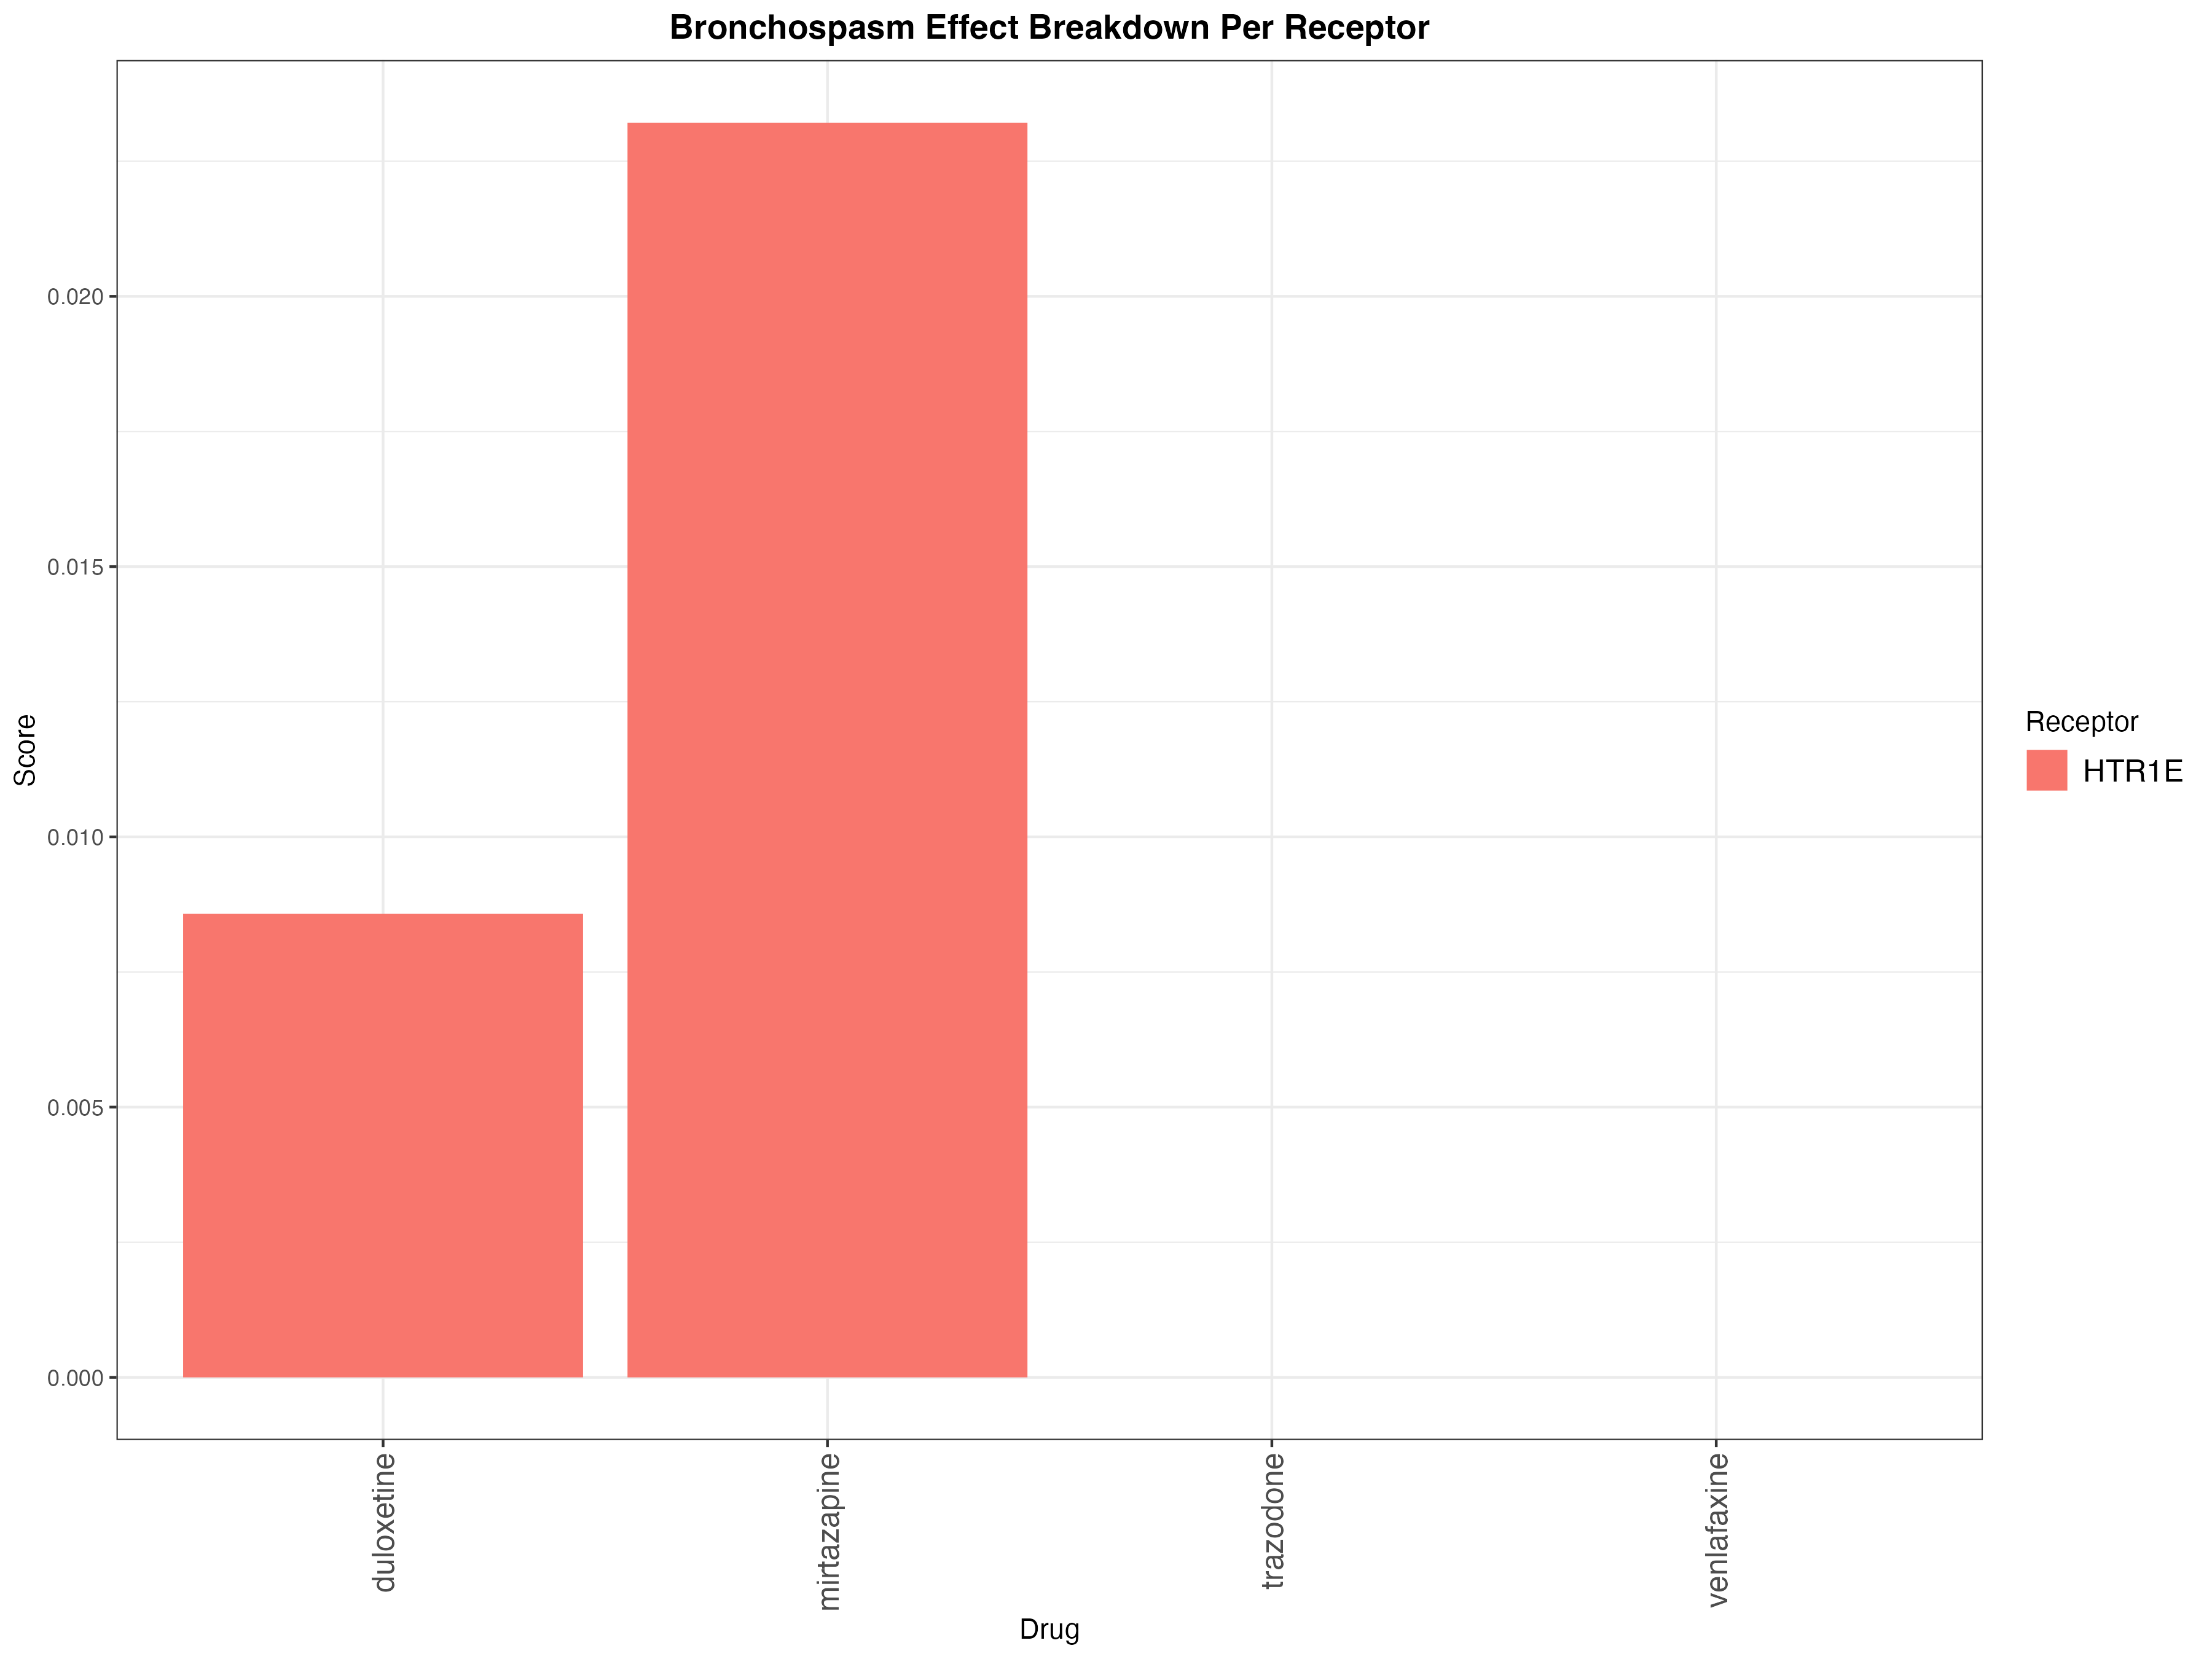 Bronchospasm Effect Breakdown Per Receptor
Score
0.020
0.015
0.010
0.005
0.000
duloxetine
mirtazapine
trazodone
venlafaxine
Drug
Receptor
HTR1E